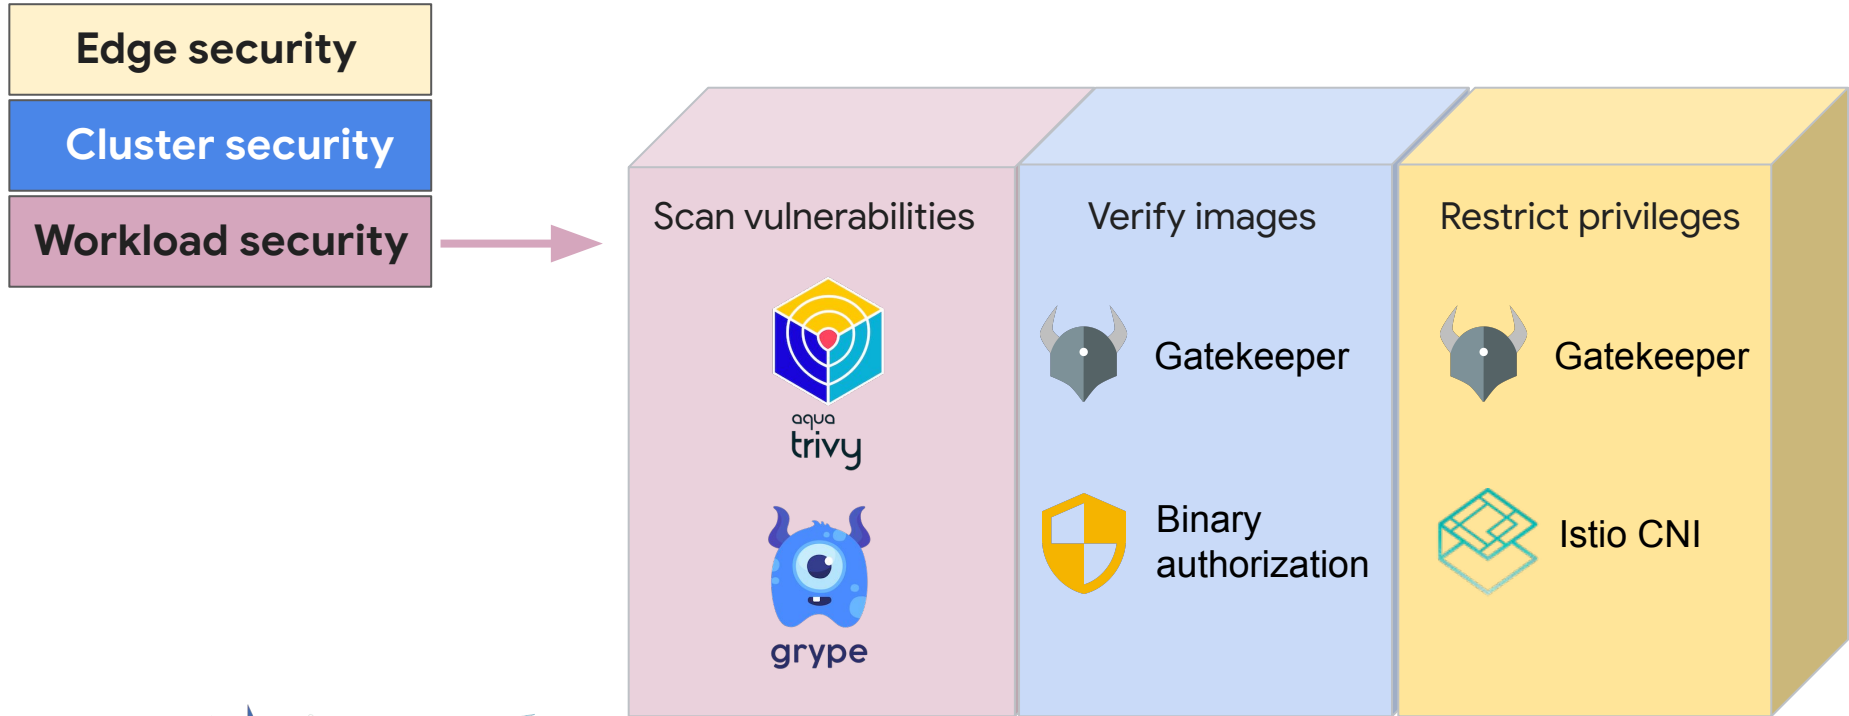 Edge security
Cluster security
Workload security
Scan vulnerabilities
aqua
trivy
grype
Verify images
Gatekeeper
Binary
authorization
Restrict privileges
Gatekeeper
Istio CNI